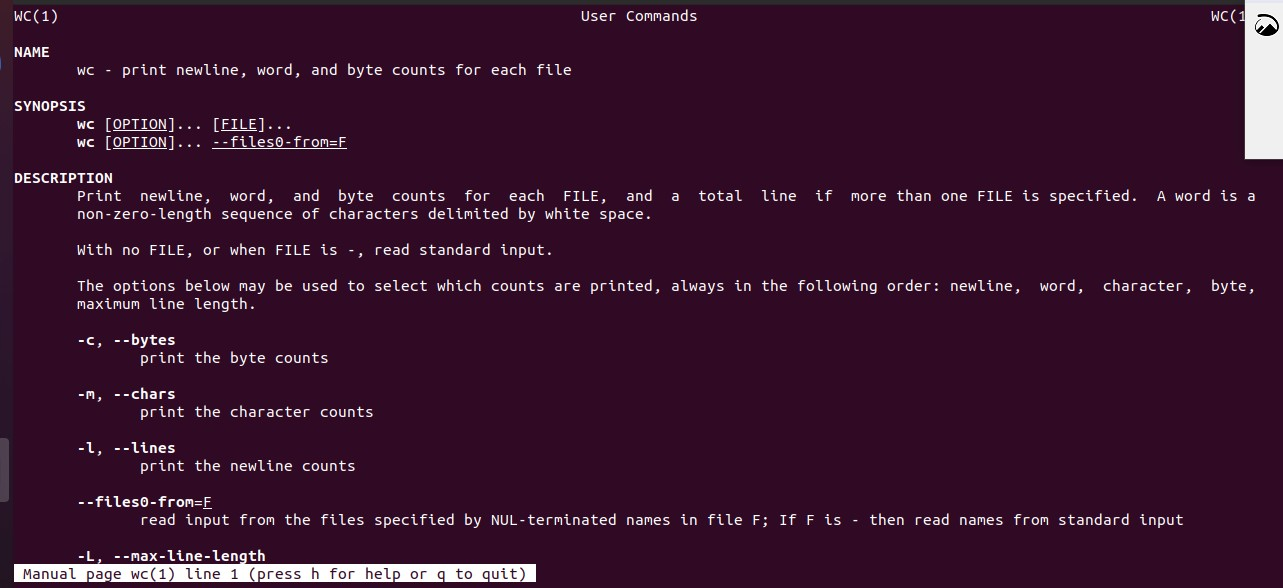 WC(1) User Commands WC(1
NAME
wc - print newline, word, and byte counts for each file
SYNOPSIS
wc [OPTION]... [FILE]...
wc [OPTION]... --files0-from=F
DESCRIPTION
Print newline, word, and byte counts for each FILE, and a total line if more than one FILE is specified. A word is a
non-zero-length sequence of characters delimited by white space.
With no FILE, or when FILE is -, read standard input.
The options below may be used to select which counts are printed, always in the following order: newline, word, character, byte,
maximum line length.
-c, --bytes
print the byte counts
-m, --chars
print the character counts
-l, --lines
print the newline counts
--files0-from=F
read input from the files specified by NUL-terminated names in file F; If F is - then read names from standard input
-L, --max-line-length
Manual page wc(1) line 1 (press h for help or q to quit)